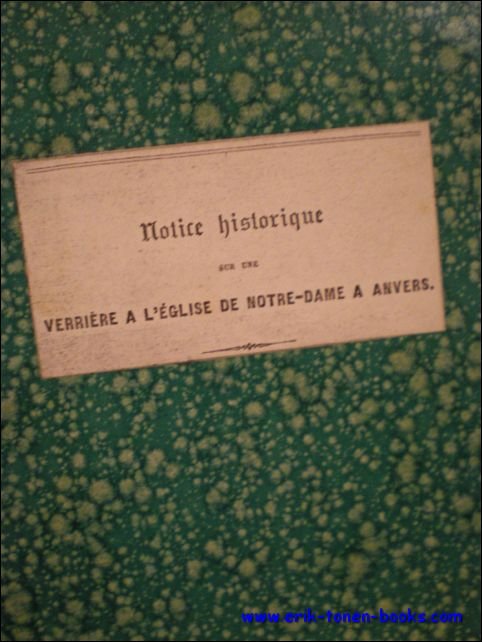 Notice historique
SUR UNE
VERRIÈRE A L'ÉGLISE DE NOTRE-DAME A ANVERS.
www.erik-tonen-books.com